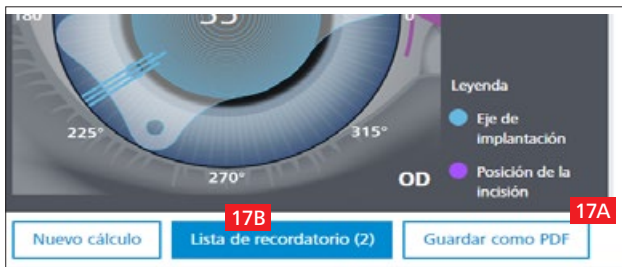 180
0
Leyenda
Eje de
implantación
225°
315°
270°
OD
Posición de la
incisión
17B
17A
Nuevo cálculo
Lista de recordatorio (2)
Guardar como PDF